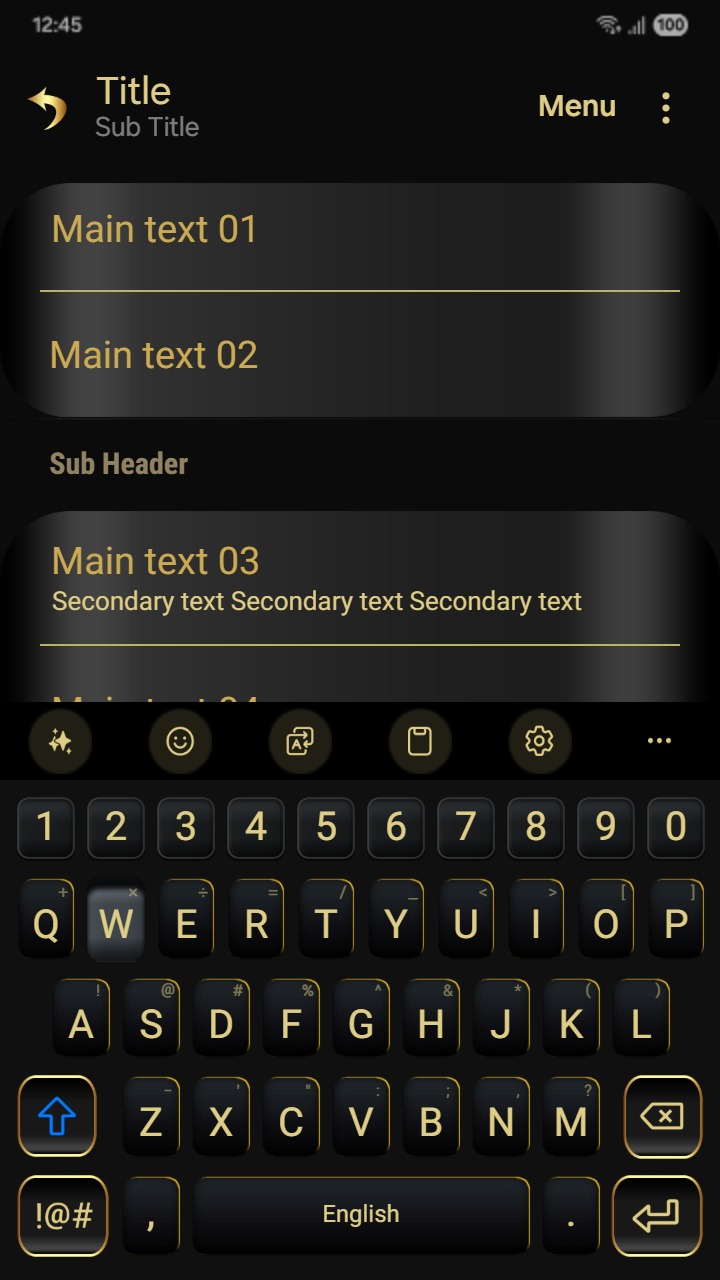 12:45
100
Title
Sub Title
Menu
Main text 01
Main text 02
Sub Header
Main text 03
Secondary text Secondary text Secondary text
1 2 3 4 5 6 7 8 9 0
+ × ÷ = / _ < > [ ]
Q W E R T Y U I O P
! @ # % ^ & * ( )
A S D F G H J K L
- ' " : ; , ?
Z X C V B N M
!@# , English .